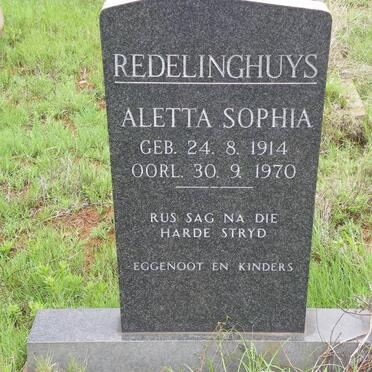 REDELINGHUYS
ALETTA SOPHIA
GEB. 24. 8. 1914
OORL. 30. 9. 1970
RUS SAG NA DIE
HARDE STRYD
EGGENOOT EN KINDERS